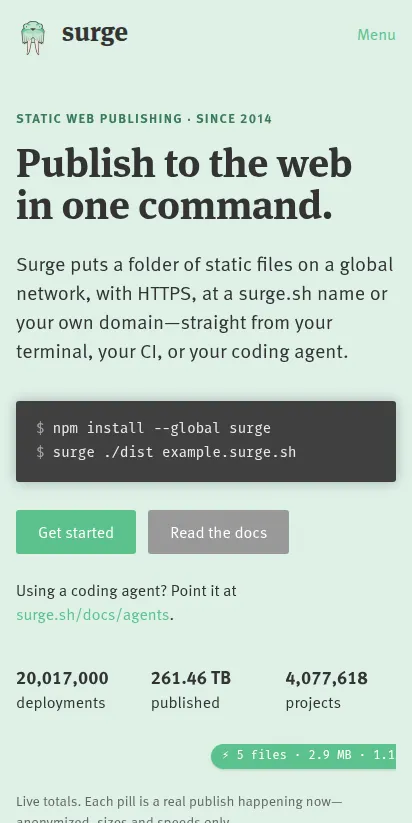 surge
Menu
STATIC WEB PUBLISHING · SINCE 2014
Publish to the web
in one command.
Surge puts a folder of static files on a global
network, with HTTPS, at a surge.sh name or
your own domain—straight from your
terminal, your CI, or your coding agent.
$ npm install --global surge
$ surge ./dist example.surge.sh
Get started
Read the docs
Using a coding agent? Point it at
surge.sh/docs/agents.
20,017,000 261.46 TB 4,077,618
deployments published projects
⚡ 5 files · 2.9 MB · 1.1
Live totals. Each pill is a real publish happening now—
anonymized, sizes and speeds only.